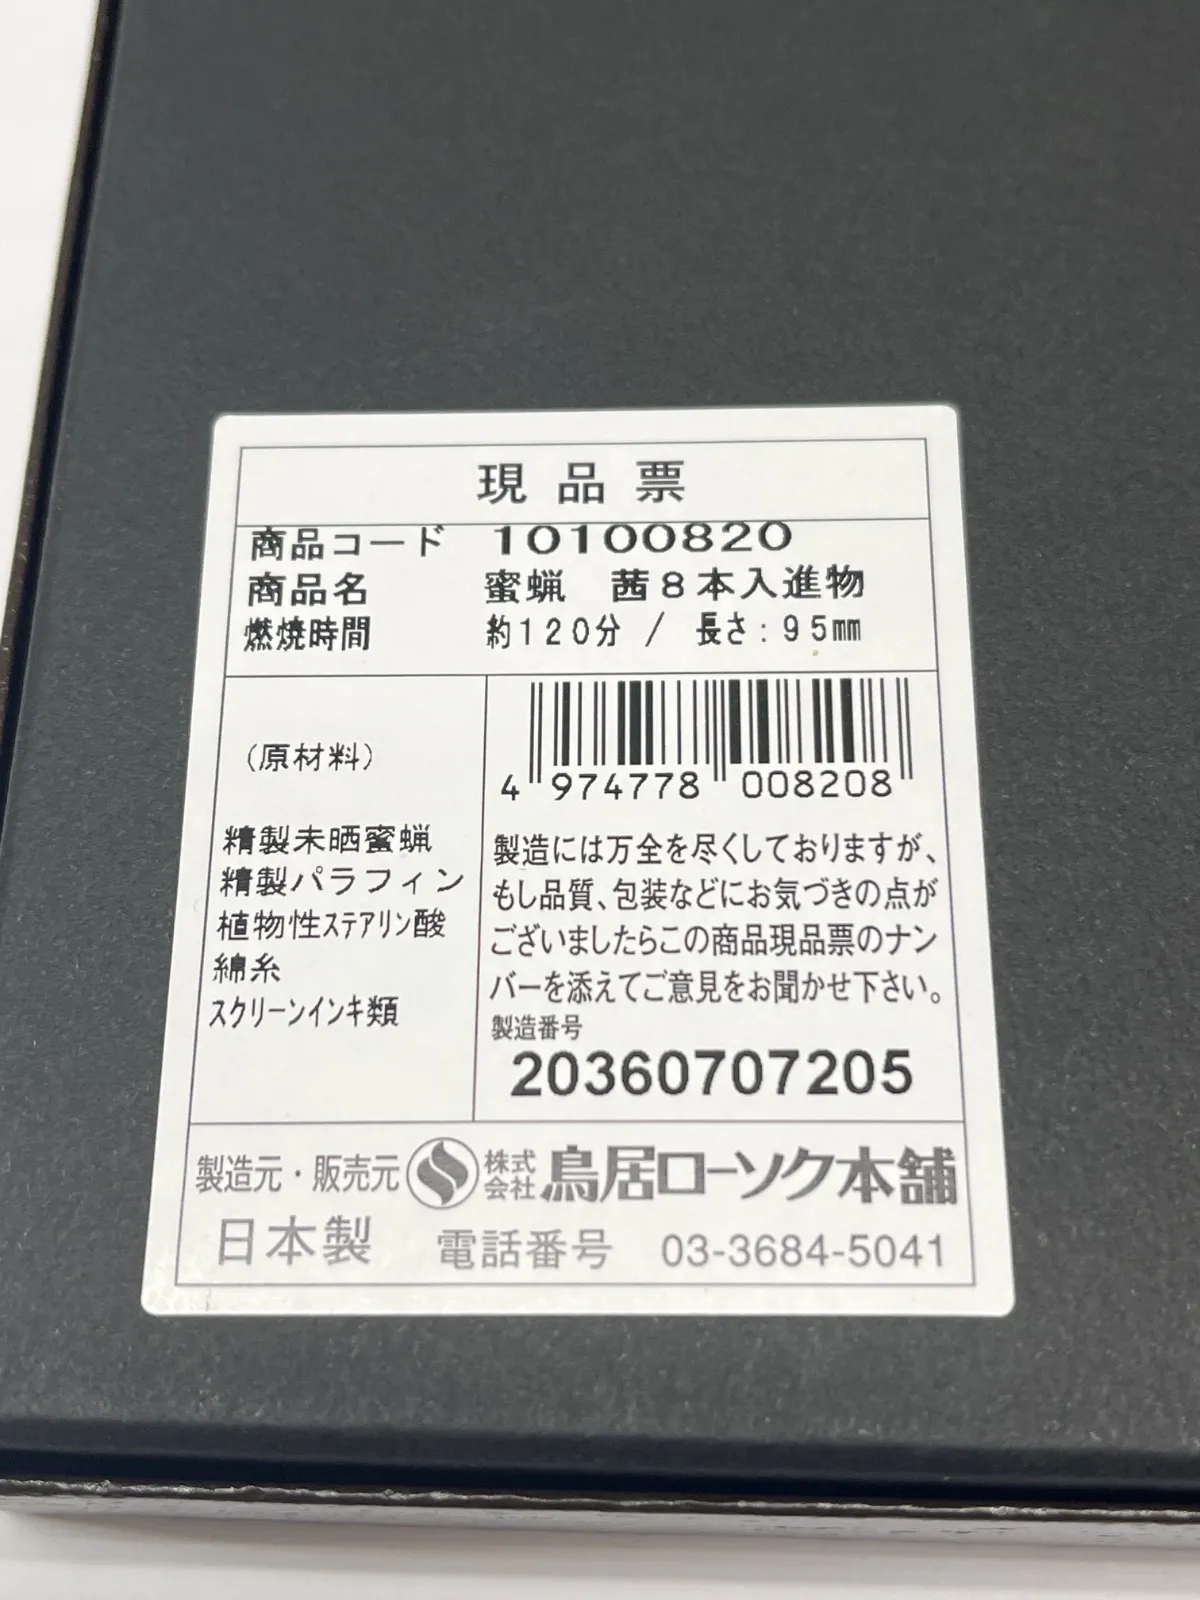 現品票
商品コード 10100820
商品名 蜜蝋 茜8本入進物
燃焼時間 約120分 / 長さ:95mm
(原材料)
精製未晒蜜蝋
精製パラフィン
植物性ステアリン酸
綿糸
スクリーンインキ類
4 974778 008208
製造には万全を尽くしておりますが、
もし品質、包装などにお気づきの点が
ございましたらこの商品現品票のナン
バーを添えてご意見をお聞かせ下さい。
製造番号
20360707205
製造元・販売元 株式会社 鳥居ローソク本舗
日本製 電話番号 03-3684-5041